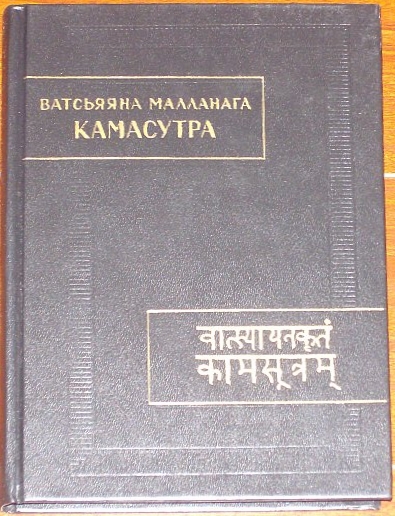 ВАТСЬЯЯНА МАЛЛАНАГА
КАМАСУТРА
वात्स्यायनकृतं
कामसूत्रम्